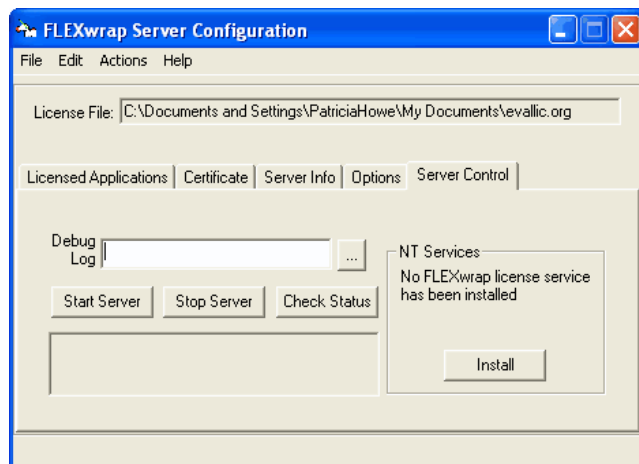 FLEXwrap Server Configuration
File Edit Actions Help
License File: C:\Documents and Settings\PatriciaHowe\My Documents\evallic.org
Licensed Applications Certificate Server Info Options Server Control
Debug
Log
...
Start Server Stop Server Check Status
NT Services
No FLEXwrap license service
has been installed
Install